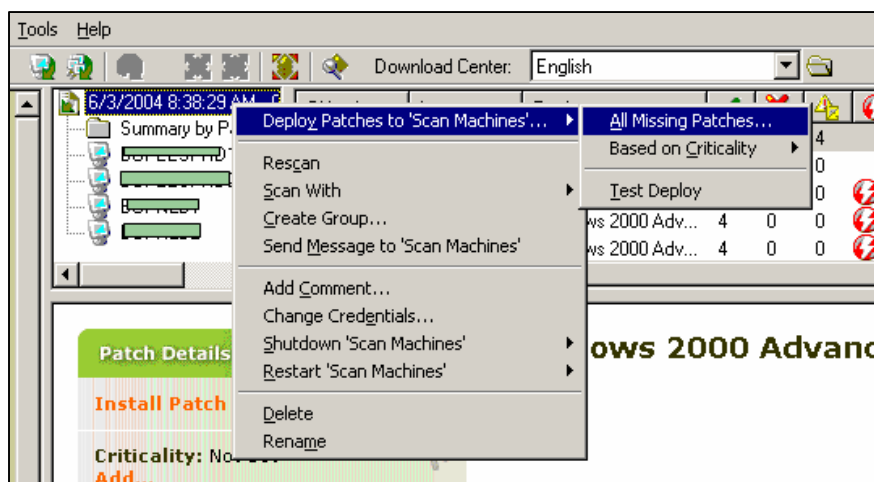 Tools Help
Download Center: English
6/3/2004 8:38:29 AM
Summary by P
Deploy Patches to 'Scan Machines'...
Rescan
Scan With
Create Group...
Send Message to 'Scan Machines'
Add Comment...
Change Credentials...
Shutdown 'Scan Machines'
Restart 'Scan Machines'
Delete
Rename
All Missing Patches...
Based on Criticality
Test Deploy
4
0
0
ws 2000 Adv... 4 0 0
ws 2000 Adv... 4 0 0
Patch Details
ows 2000 Advanc
Install Patch
Criticality:
Add...